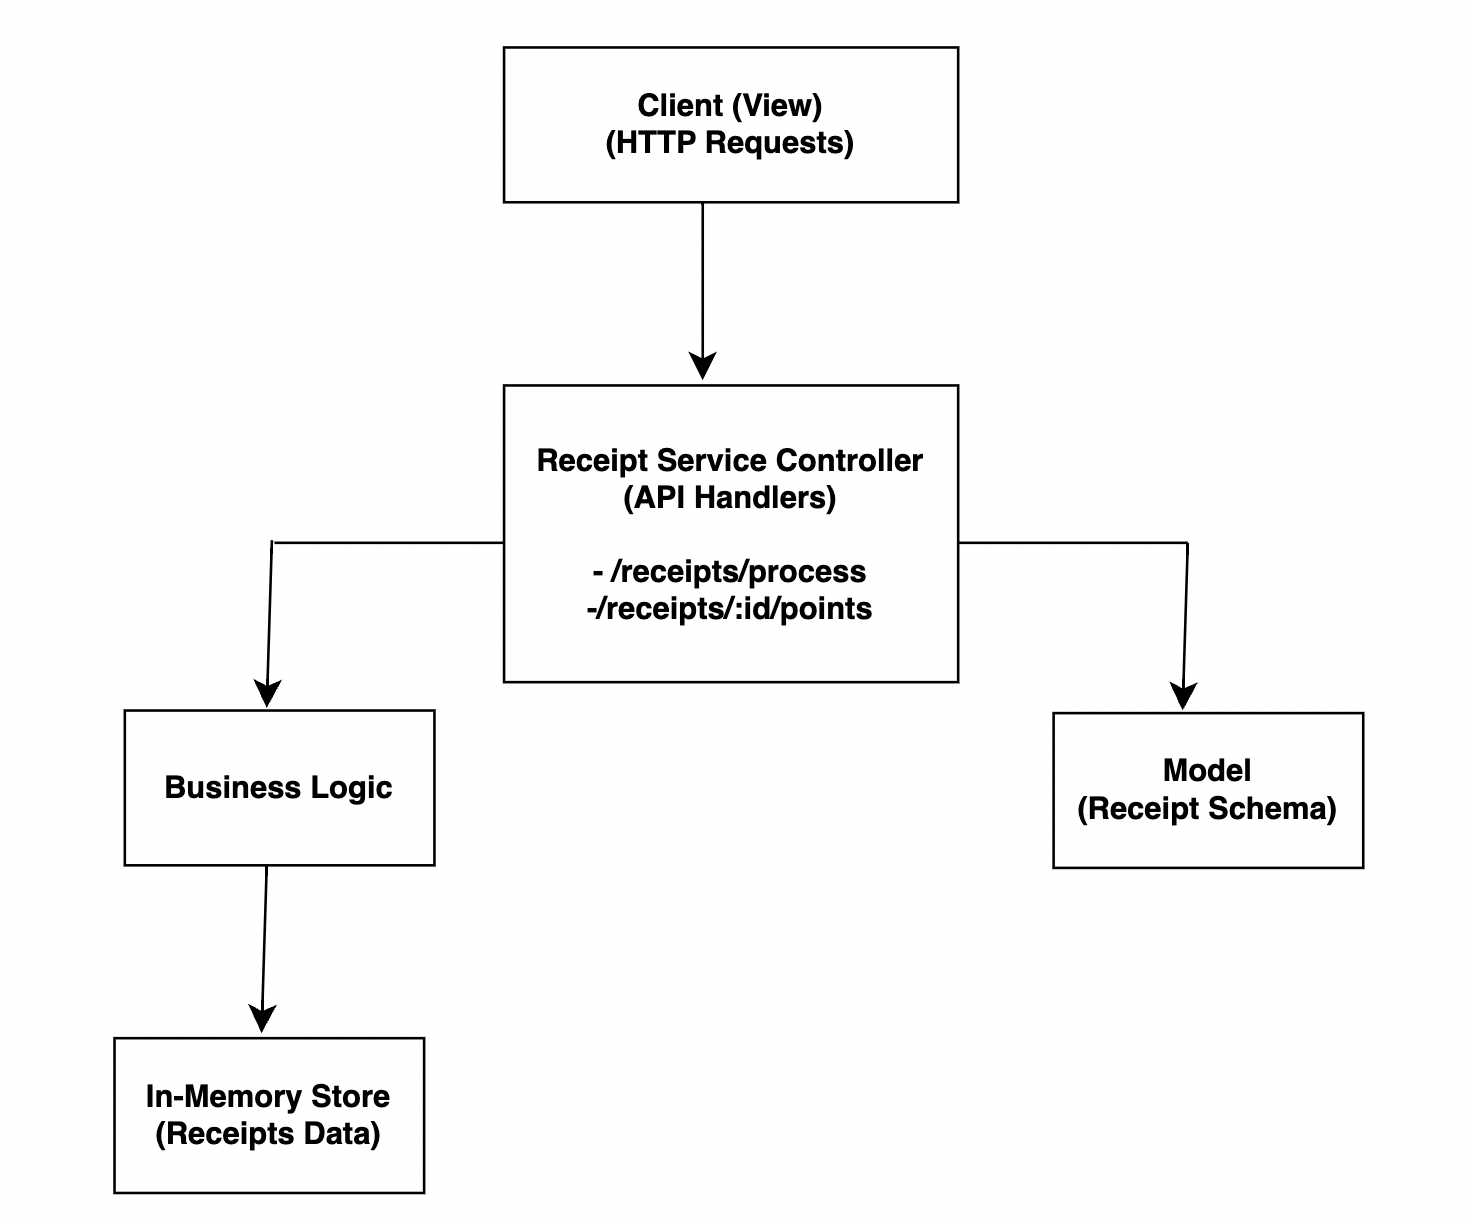 Client (View)
(HTTP Requests)
Receipt Service Controller
(API Handlers)
- /receipts/process
-/receipts/:id/points
Business Logic
Model
(Receipt Schema)
In-Memory Store
(Receipts Data)